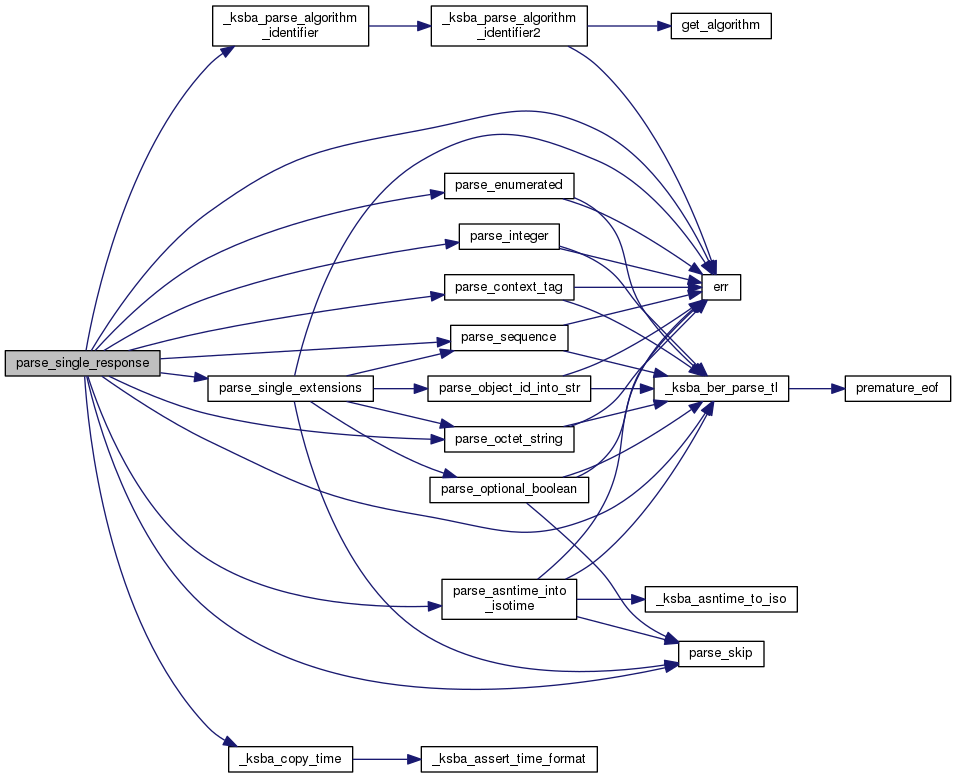 _ksba_parse_algorithm
_identifier
_ksba_parse_algorithm
_identifier2
get_algorithm
parse_enumerated
parse_integer
parse_context_tag
err
parse_sequence
parse_single_response
parse_single_extensions
parse_object_id_into_str
_ksba_ber_parse_tl
premature_eof
parse_octet_string
parse_optional_boolean
parse_asntime_into
_isotime
_ksba_asntime_to_iso
parse_skip
_ksba_copy_time
_ksba_assert_time_format